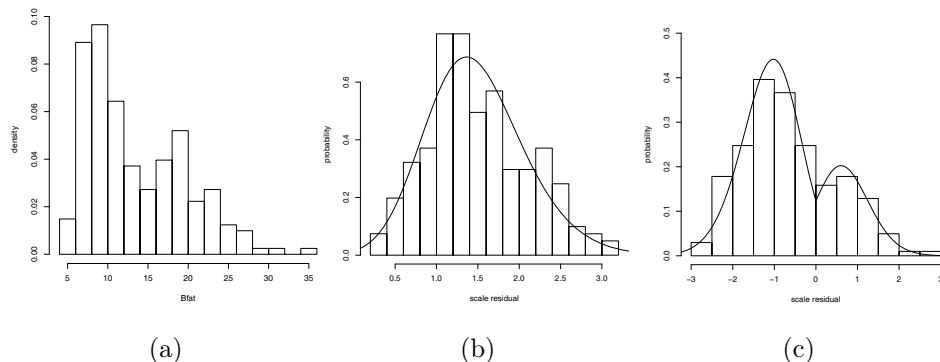 density
0.00 0.02 0.04 0.06 0.08 0.10
5 10 15 20 25 30 35
Bfat
(a)
probability
0.0 0.2 0.4 0.6
0.5 1.0 1.5 2.0 2.5 3.0
scale residual
(b)
probability
0.0 0.1 0.2 0.3 0.4 0.5
−3 −2 −1 0 1 2 3
scale residual
(c)